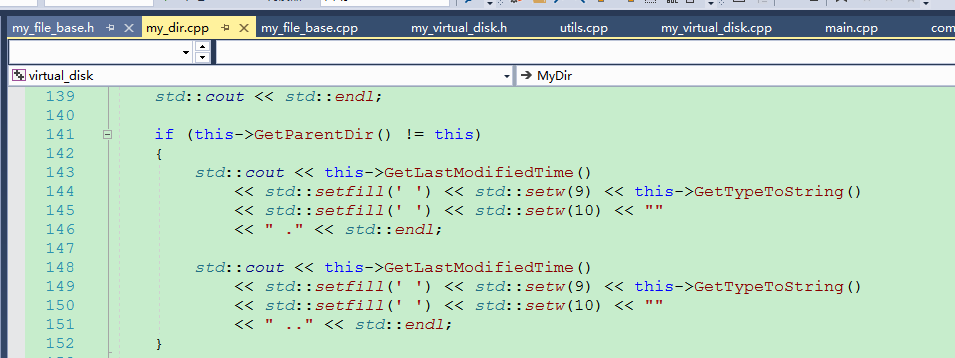 my_file_base.h my_dir.cpp my_file_base.cpp my_virtual_disk.h utils.cpp my_virtual_disk.cpp main.cpp com
virtual_disk MyDir
139 std::cout << std::endl;
140
141 if (this->GetParentDir() != this)
142 {
143 std::cout << this->GetLastModifiedTime()
144 << std::setfill(' ') << std::setw(9) << this->GetTypeToString()
145 << std::setfill(' ') << std::setw(10) << ""
146 << " ." << std::endl;
147
148 std::cout << this->GetLastModifiedTime()
149 << std::setfill(' ') << std::setw(9) << this->GetTypeToString()
150 << std::setfill(' ') << std::setw(10) << ""
151 << " .." << std::endl;
152 }